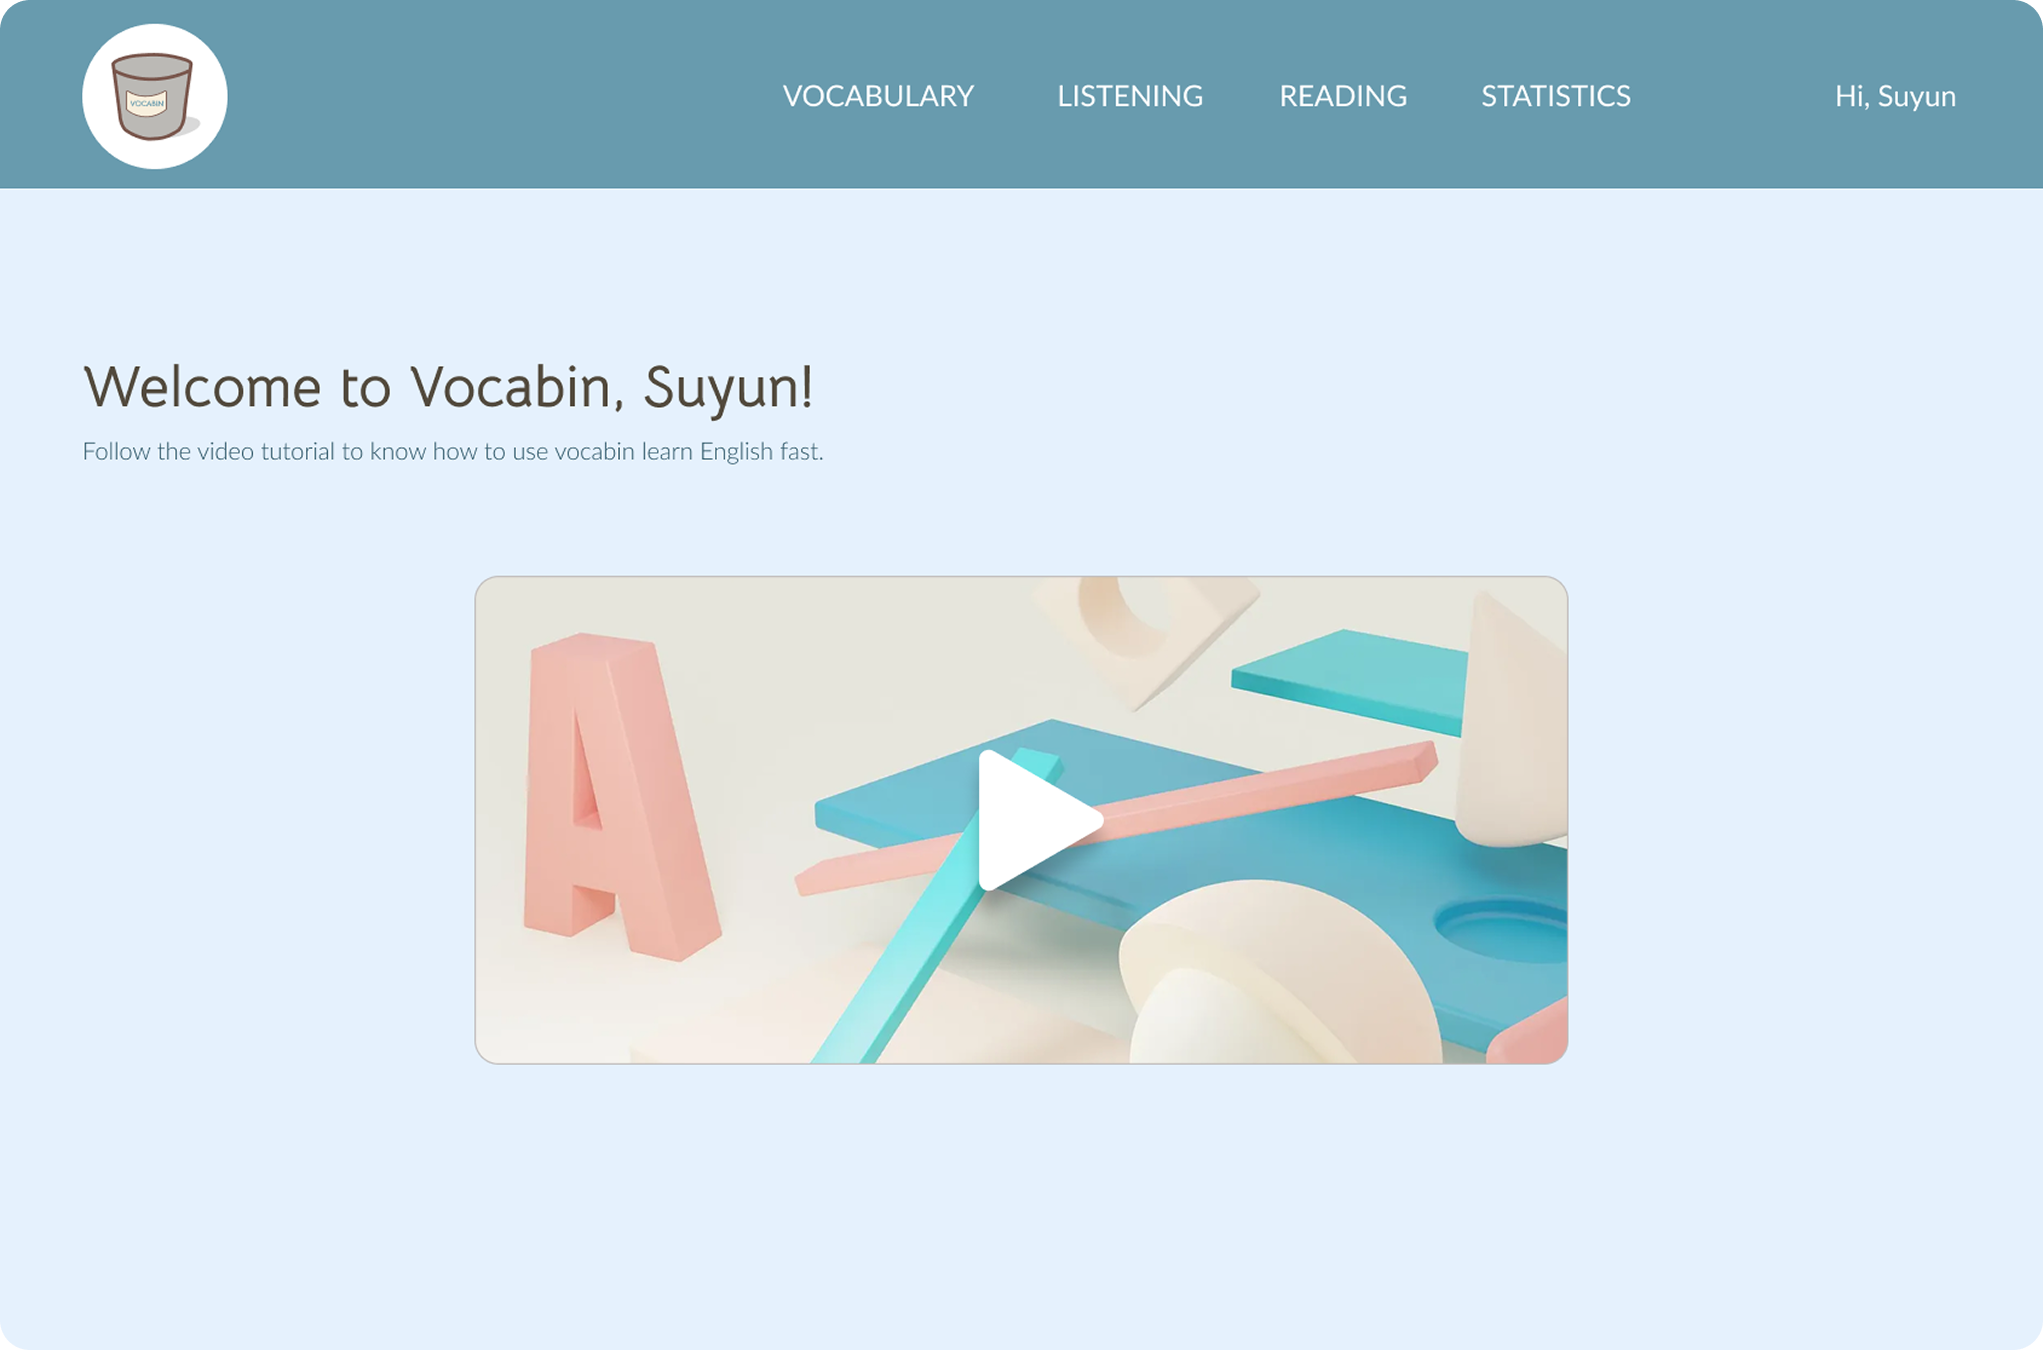 VOCABIN
VOCABULARY LISTENING READING STATISTICS Hi, Suyun
Welcome to Vocabin, Suyun!
Follow the video tutorial to know how to use vocabin learn English fast.
A